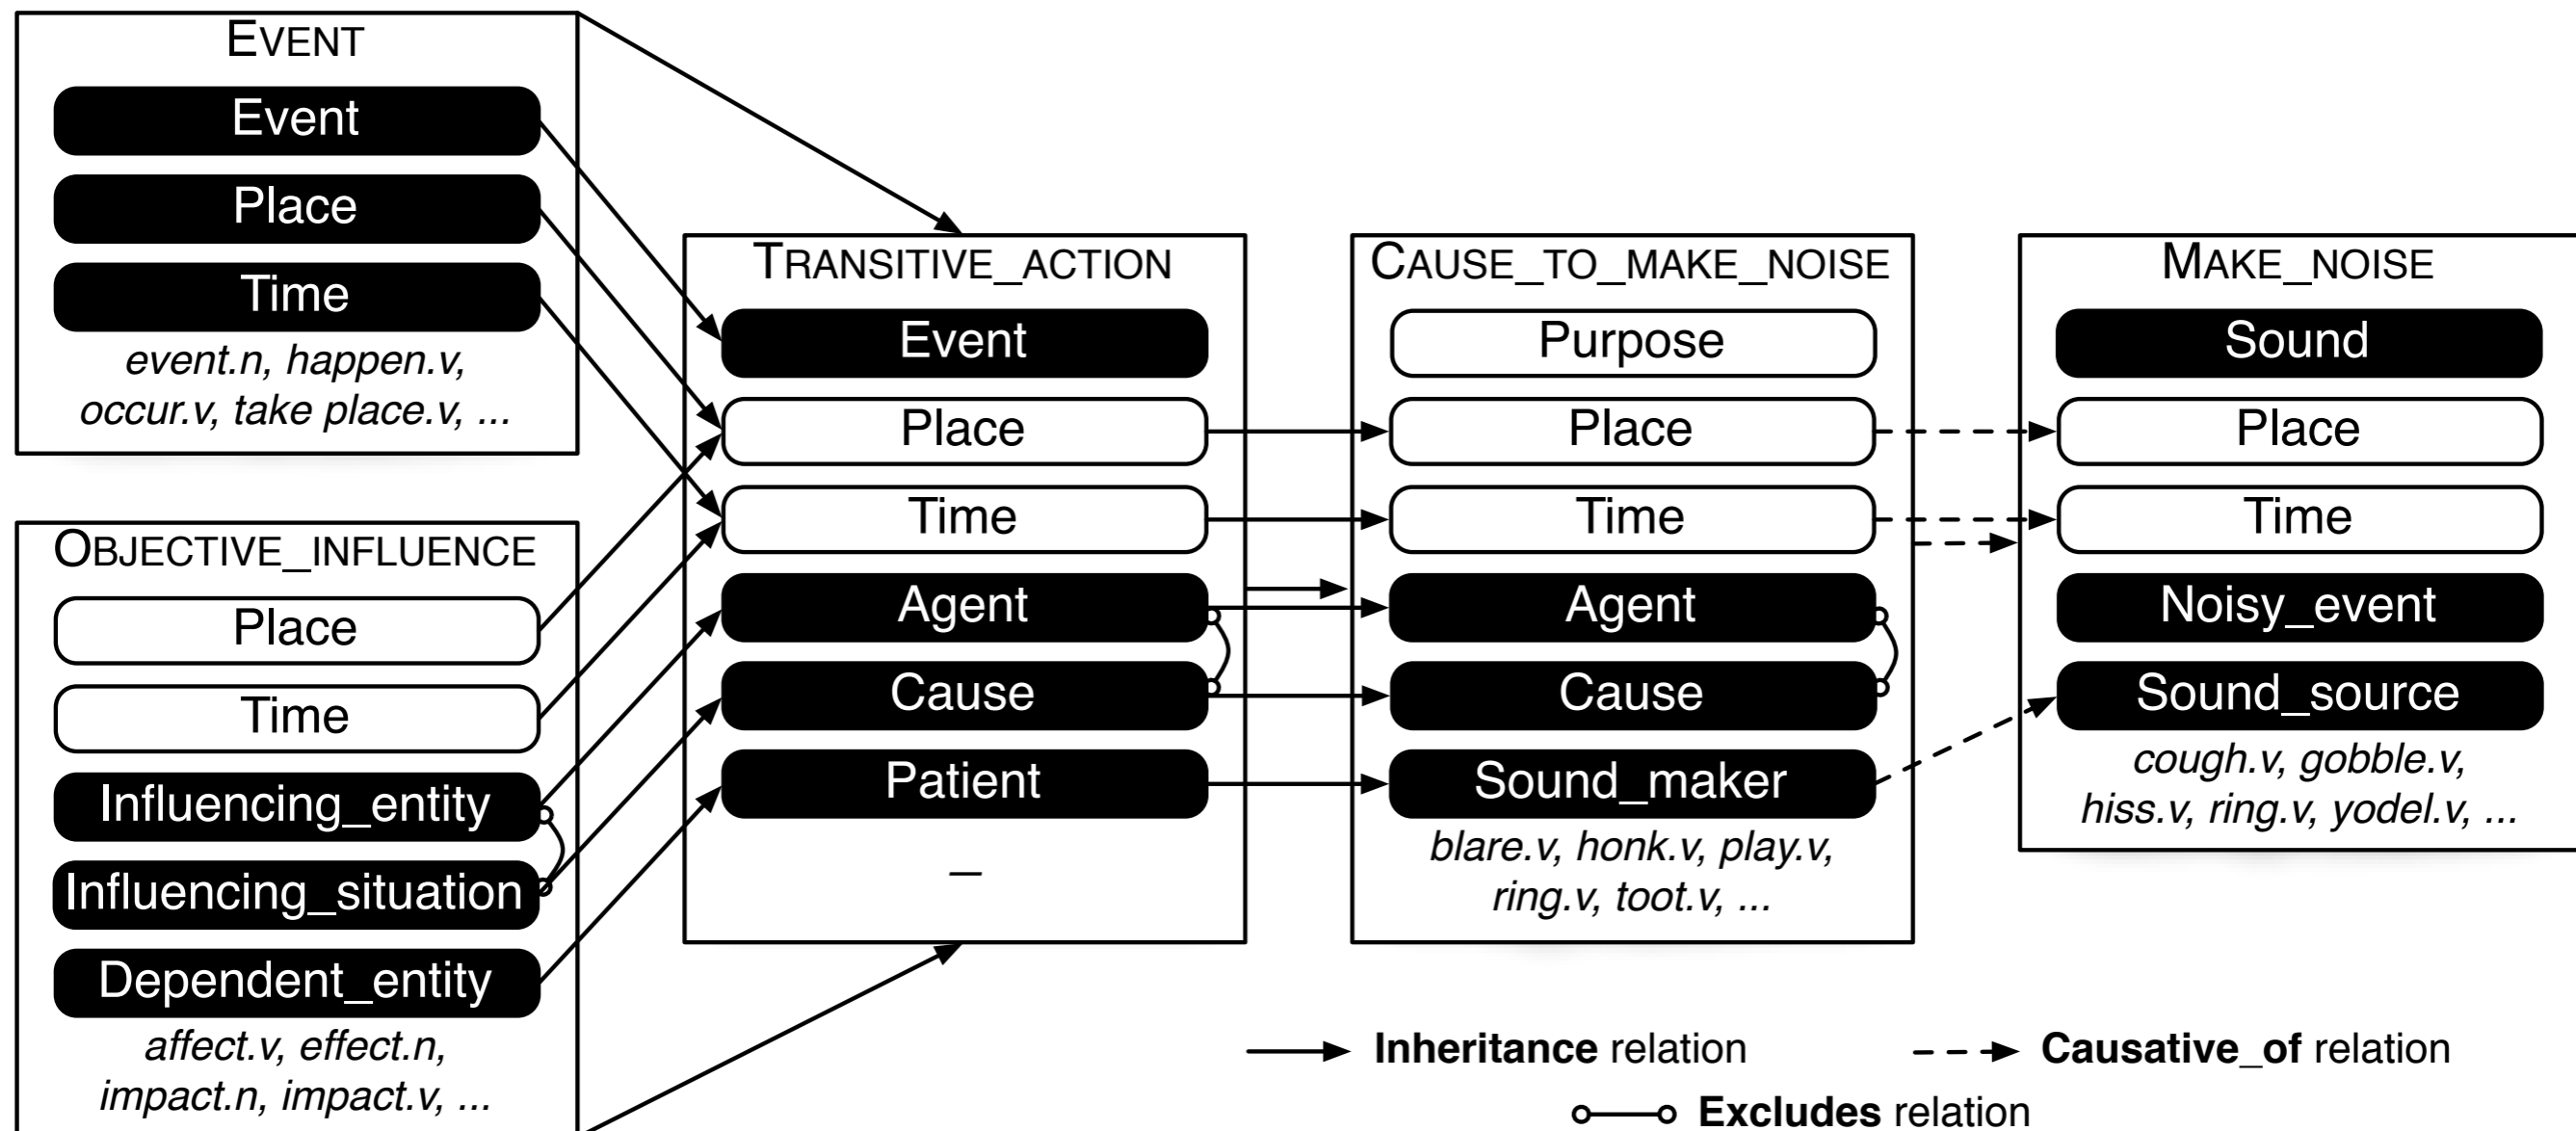 EVENT
Event
Place
Time
event.n, happen.v,
occur.v, take place.v, ...
OBJECTIVE_INFLUENCE
Place
Time
Influencing_entity
Influencing_situation
Dependent_entity
affect.v, effect.n,
impact.n, impact.v, ...
TRANSITIVE_ACTION
Event
Place
Time
Agent
Cause
Patient
–
CAUSE_TO_MAKE_NOISE
Purpose
Place
Time
Agent
Cause
Sound_maker
blare.v, honk.v, play.v,
ring.v, toot.v, ...
MAKE_NOISE
Sound
Place
Time
Noisy_event
Sound_source
cough.v, gobble.v,
hiss.v, ring.v, yodel.v, ...
Inheritance relation
Causative_of relation
Excludes relation